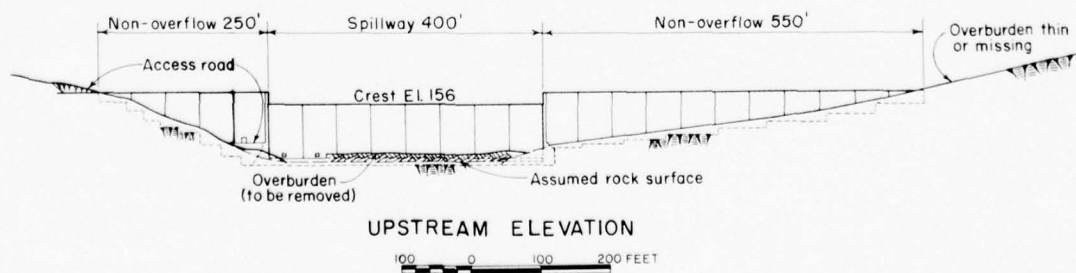 Non-overflow 250'
Spillway 400'
Non-overflow 550'
Overburden thin
or missing
Access road
Crest El. 156
Overburden
(to be removed)
Assumed rock surface
UPSTREAM ELEVATION
100 0 100 200 FEET